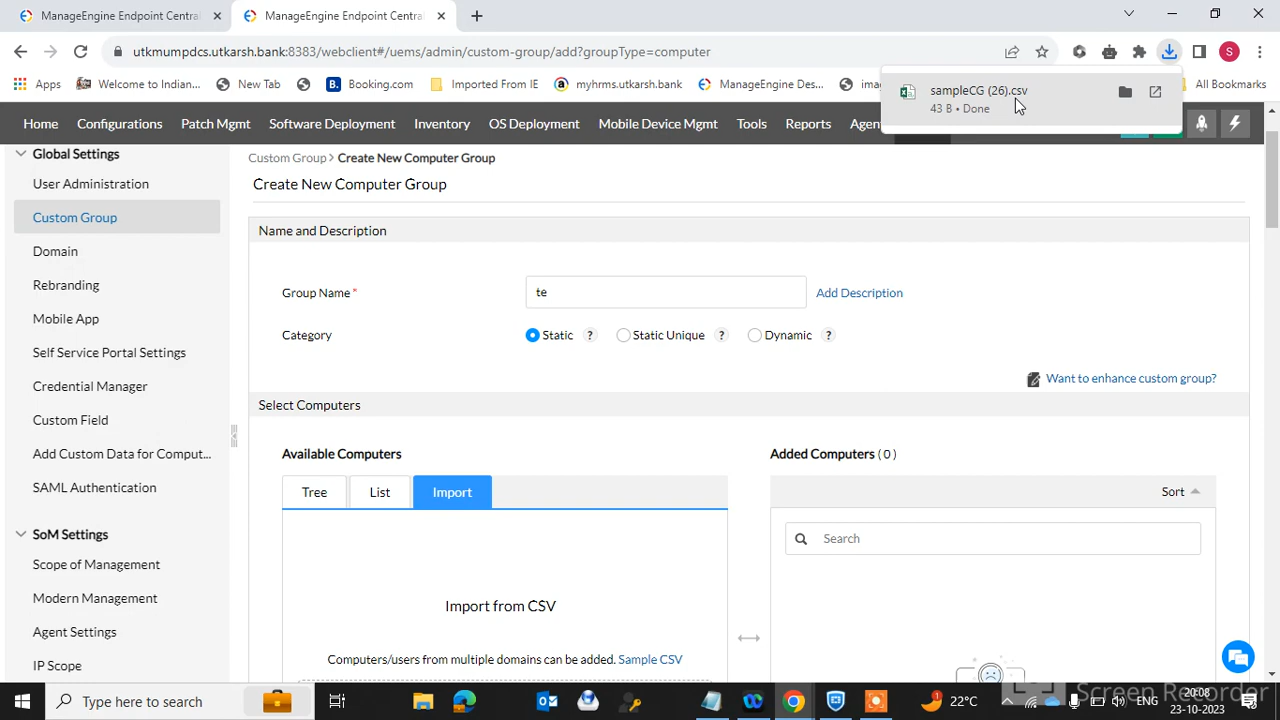 ManageEngine Endpoint Centra
ManageEngine Endpoint Centra
utkmumpdcs.utkarsh.bank:8383/webclient#/uems/admin/custom-group/add?groupType=computer
S
Apps
Welcome to Indian...
New Tab
B. Booking.com
Imported From IE
myhrms.utkarsh.bank
ManageEngine Des...
ima
sampleCG (26).csv
43 B • Done
Home
Configurations
Patch Mgmt
Software Deployment
Inventory
OS Deployment
Mobile Device Mgmt
Tools
Reports
Agen
Global Settings
User Administration
Custom Group
Domain
Rebranding
Mobile App
Self Service Portal Settings
Credential Manager
Custom Field
Add Custom Data for Comput...
SAML Authentication
SoM Settings
Scope of Management
Modern Management
Agent Settings
IP Scope
Custom Group › Create New Computer Group
Create New Computer Group
Name and Description
Group Name*
te
Add Description
Category
Static ?
Static Unique ?
Dynamic ?
Want to enhance custom group?
Select Computers
Available Computers
Tree
List
Import
Import from CSV
Computers/users from multiple domains can be added. Sample CSV
Added Computers ( 0 )
Sort
Search
Type here to search
22°C
20:08
23-10-2023
Screen Recorder